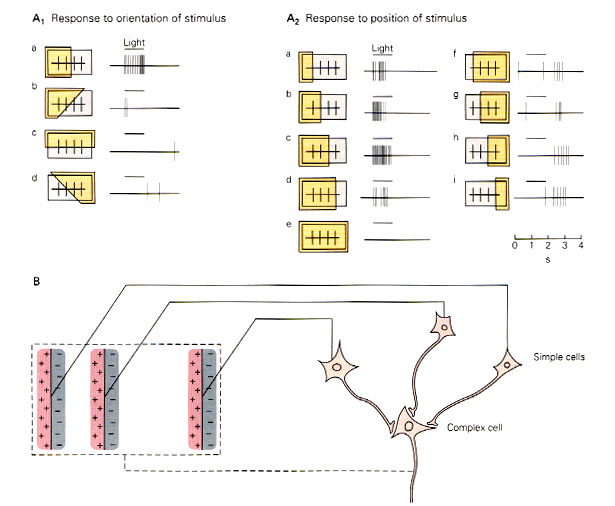 A1 Response to orientation of stimulus
Light
a
b
c
d
A2 Response to position of stimulus
Light
a
b
c
d
e
f
g
h
i
0 1 2 3 4
s
B
+ + + + + + + + +
− − − − − − −
+ + + + + + + + +
− − − − − − −
+ + + + + + + + +
− − − − − − −
Simple cells
Complex cell